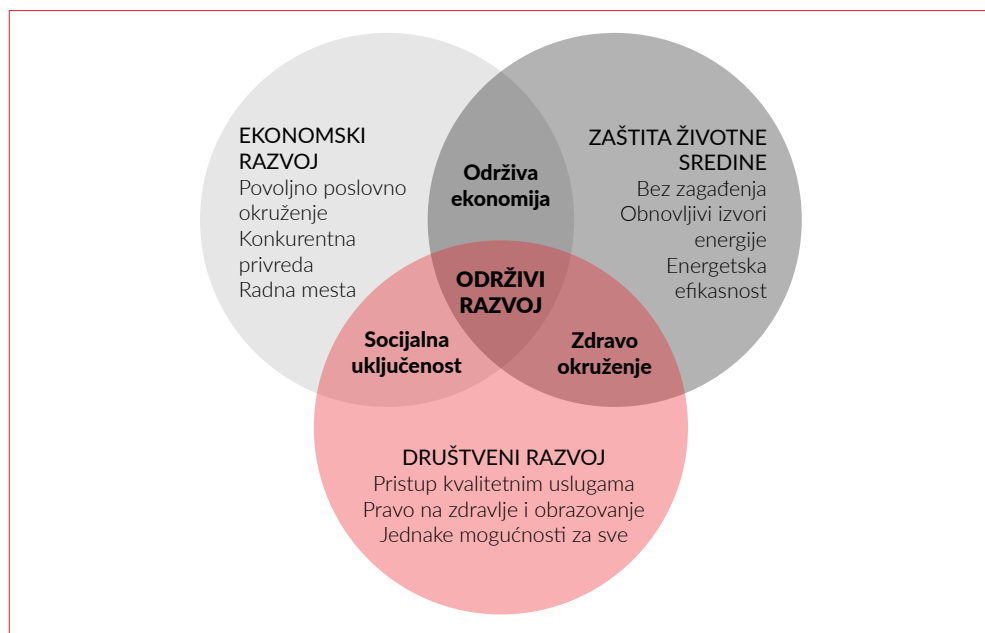 EKONOMSKI
RAZVOJ
Povoljno poslovno
okruženje
Konkurentna
privreda
Radna mesta
Održiva
ekonomija
ZAŠTITA ŽIVOTNE
SREDINE
Bez zagađenja
Obnovljivi izvori
energije
Energetska
efikasnost
ODRŽIVI
RAZVOJ
Socijalna
uključenost
Zdravo
okruženje
DRUŠTVENI RAZVOJ
Pristup kvalitetnim uslugama
Pravo na zdravlje i obrazovanje
Jednake mogućnosti za sve